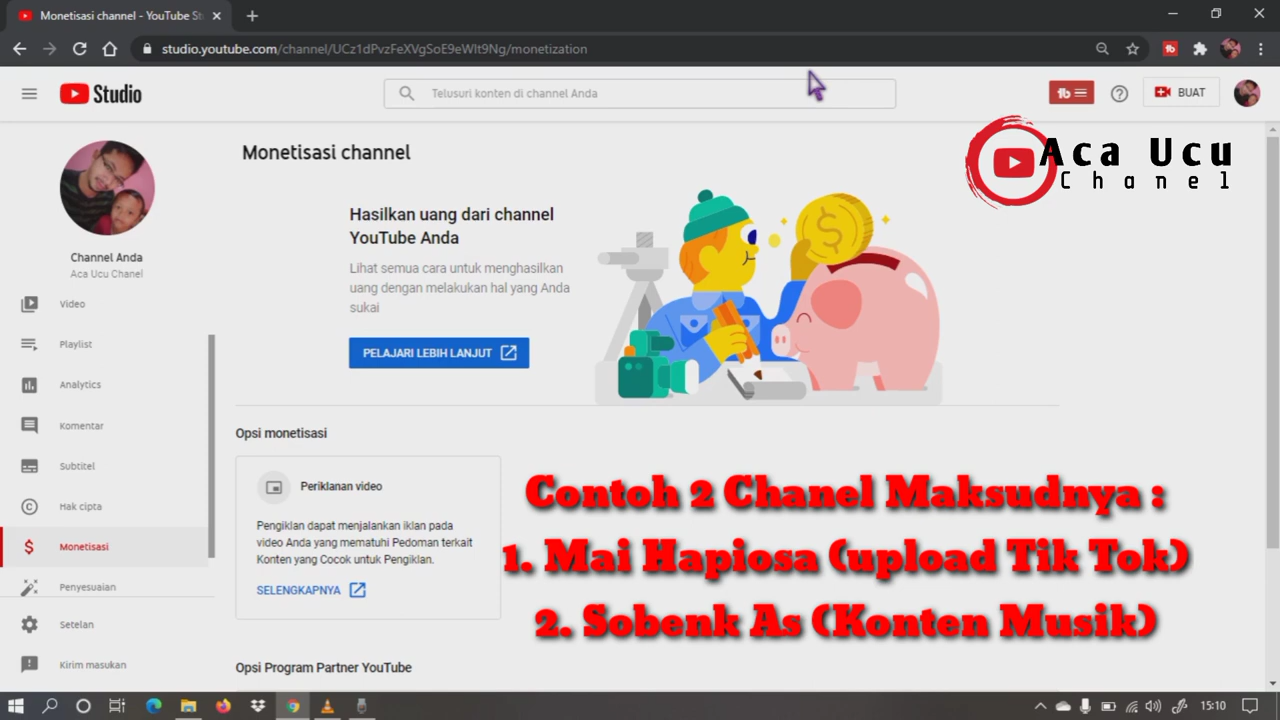 Monetisasi channel - YouTube St
studio.youtube.com/channel/UCz1dPvzFeXVgSoE9eWlt9Ng/monetization
Studio
Telusuri konten di channel Anda
BUAT
Aca Ucu
Chanel
Channel Anda
Aca Ucu Chanel
Video
Playlist
Analytics
Komentar
Subtitel
Hak cipta
Monetisasi
Penyesuaian
Setelan
Kirim masukan
Monetisasi channel
Hasilkan uang dari channel
YouTube Anda
Lihat semua cara untuk menghasilkan
uang dengan melakukan hal yang Anda
sukai
PELAJARI LEBIH LANJUT
Opsi monetisasi
Periklanan video
Pengiklan dapat menjalankan iklan pada
video Anda yang mematuhi Pedoman terkait
Konten yang Cocok untuk Pengiklan.
SELENGKAPNYA
Contoh 2 Chanel Maksudnya :
1. Mai Hapiosa (upload Tik Tok)
2. Sobenk As (Konten Musik)
Opsi Program Partner YouTube
15:10